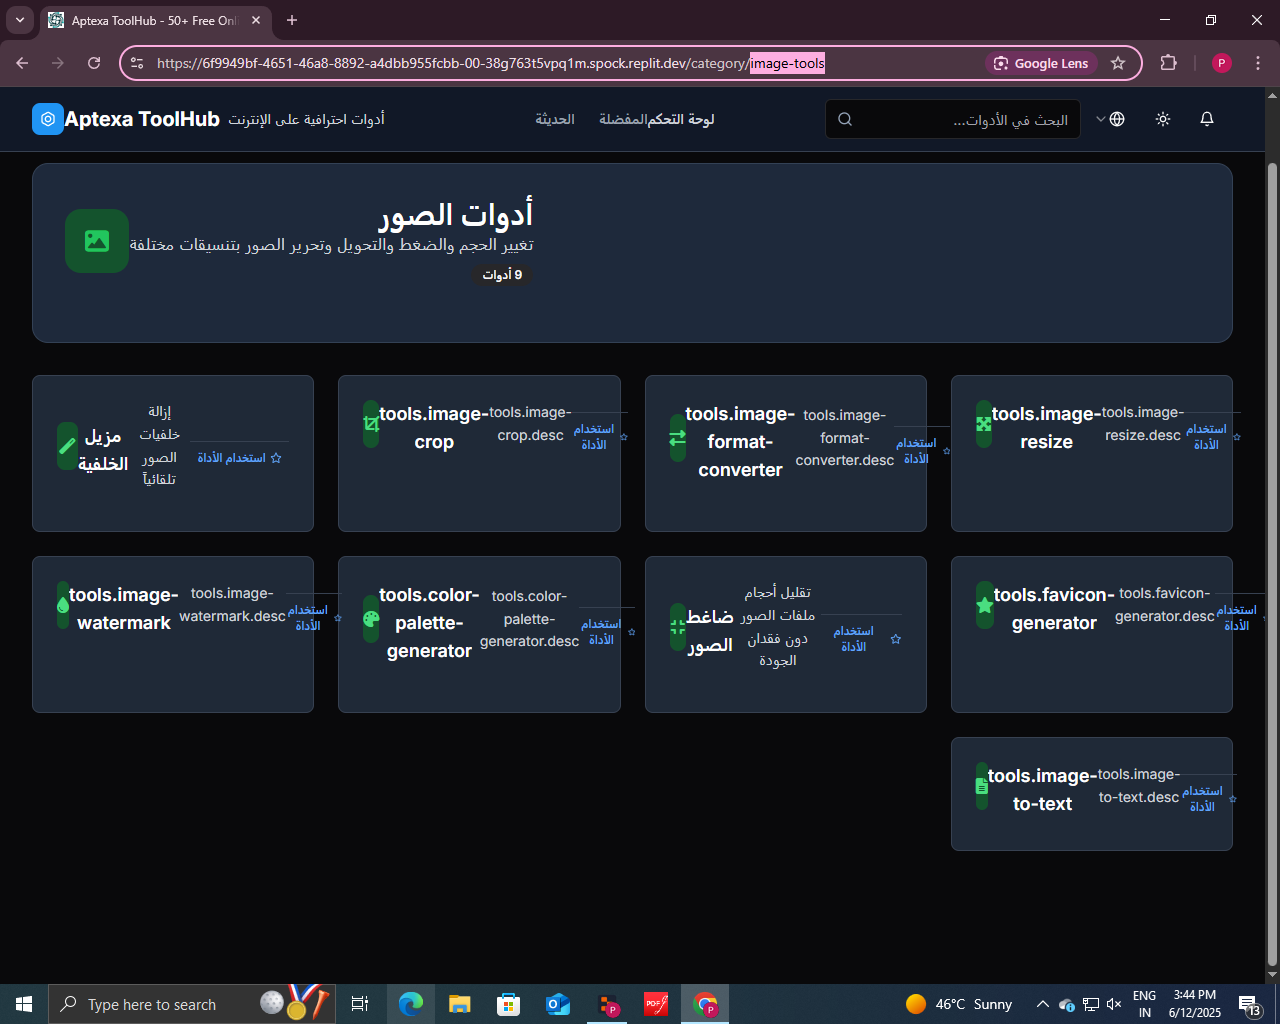 Aptexa ToolHub - 50+ Free Onl
https://6f9949bf-4651-46a8-8892-a4dbb955fcbb-00-38g763t5vpq1m.spock.replit.dev/category/image-tools
Google Lens
P
Aptexa ToolHub
أدوات احترافية على الإنترنت
الحديثة
المفضلة
لوحة التحكم
البحث في الأدوات...
أدوات الصور
تغيير الحجم والضغط والتحويل وتحرير الصور بتنسيقات مختلفة
9 أدوات
مزيل
الخلفية
إزالة
خلفيات
الصور
تلقائياً
استخدام الأداة
tools.image-
crop
tools.image-
crop.desc
استخدام
الأداة
tools.image-
format-
converter
tools.image-
format-
converter.desc
استخدام
الأداة
tools.image-
resize
tools.image-
resize.desc
استخدام
الأداة
tools.image-
watermark
tools.image-
watermark.desc
استخدام
الأداة
tools.color-
palette-
generator
tools.color-
palette-
generator.desc
استخدام
الأداة
ضاغط
الصور
تقليل أحجام
ملفات الصور
دون فقدان
الجودة
استخدام
الأداة
tools.favicon-
generator
tools.favicon-
generator.desc
استخدام
الأداة
tools.image-
to-text
tools.image-
to-text.desc
استخدام
الأداة
Type here to search
P
PDF
P
46°C Sunny
ENG
IN
3:44 PM
6/12/2025
13